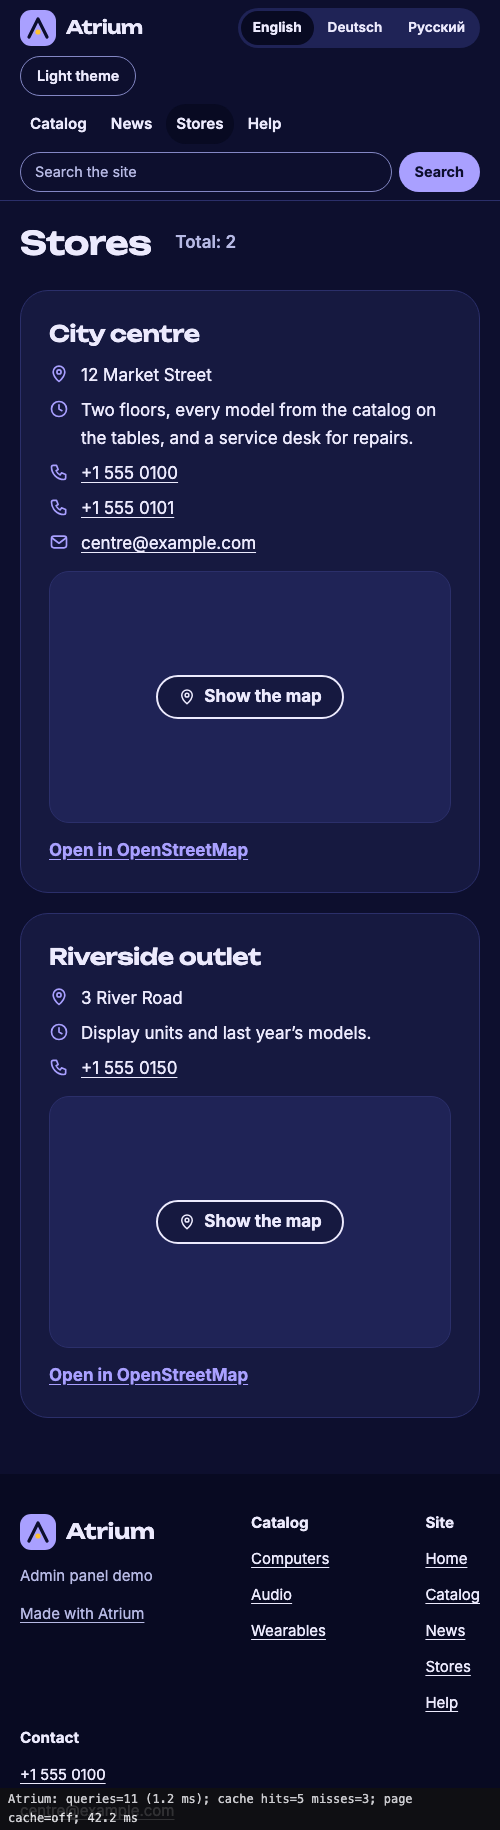 Atrium
English Deutsch Русский
Light theme
Catalog News Stores Help
Search the site Search
Stores Total: 2
City centre
12 Market Street
Two floors, every model from the catalog on
the tables, and a service desk for repairs.
+1 555 0100
+1 555 0101
centre@example.com
Show the map
Open in OpenStreetMap
Riverside outlet
3 River Road
Display units and last year’s models.
+1 555 0150
Show the map
Open in OpenStreetMap
Atrium
Admin panel demo
Made with Atrium
Catalog
Computers
Audio
Wearables
Site
Home
Catalog
News
Stores
Help
Contact
+1 555 0100
centre@example.com
Atrium: queries=11 (1.2 ms); cache hits=5 misses=3; page
cache=off; 42.2 ms